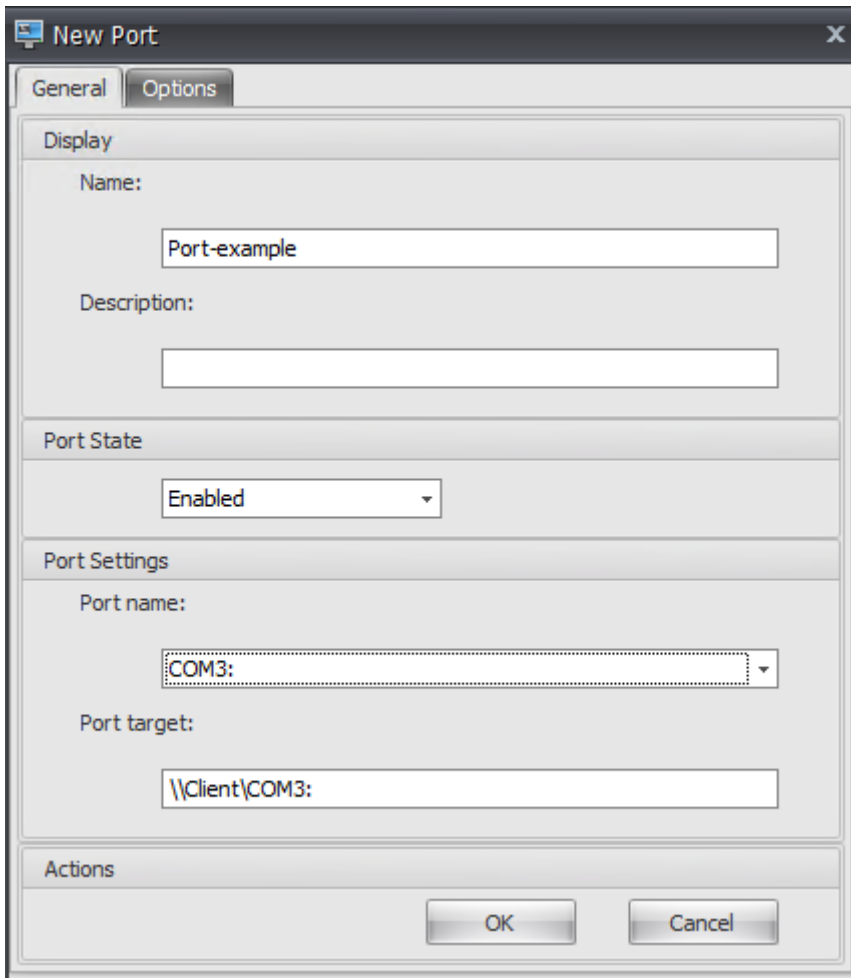 New Port
General Options
Display
Name:
Port-example
Description:
Port State
Enabled
Port Settings
Port name:
COM3:
Port target:
\\Client\COM3:
Actions
OK Cancel